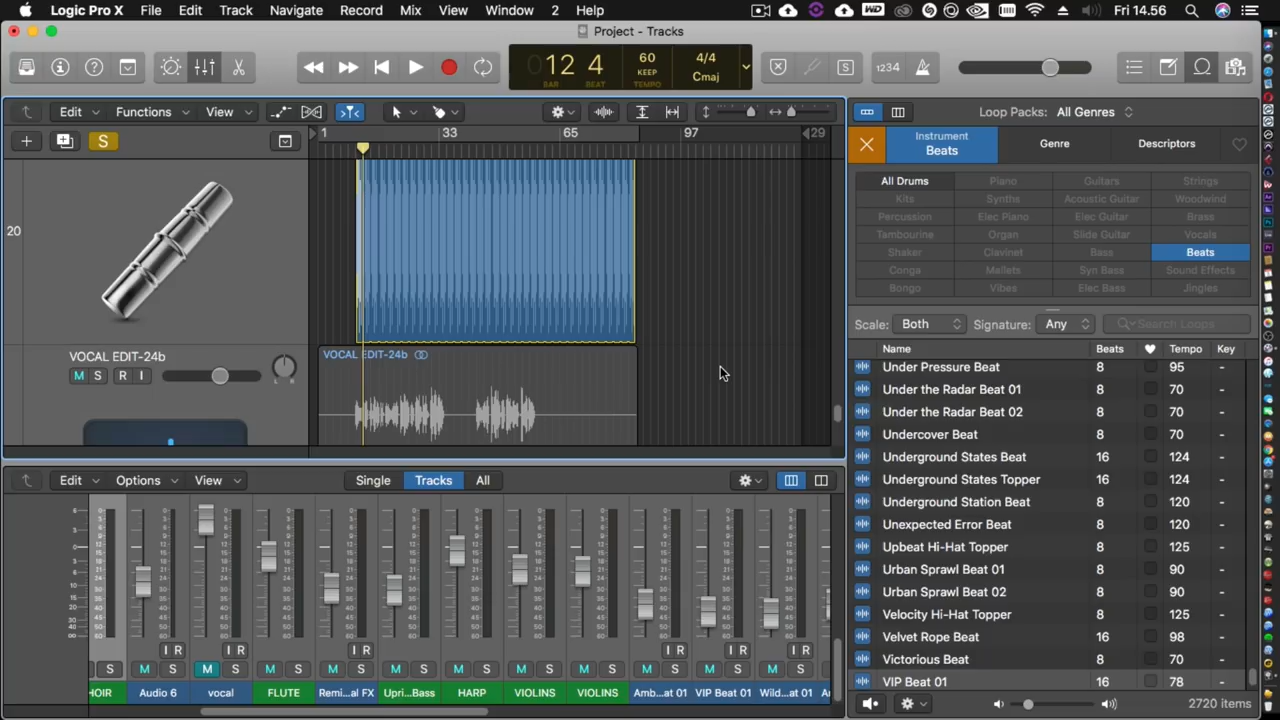 Logic Pro X File Edit Track Navigate Record Mix View Window 2 Help Fri 14.56
Project - Tracks
12 4 60 4/4
BAR BEAT KEEP TEMPO Cmaj
1234
Edit Functions View
Loop Packs: All Genres
1 33 65 97 29
S
Instrument
Beats
Genre
Descriptors
All Drums Piano Guitars Strings
Kits Synths Acoustic Guitar Woodwind
Percussion Elec Piano Elec Guitar Brass
Tambourine Organ Slide Guitar Vocals
Shaker Clavinet Bass Beats
Conga Mallets Syn Bass Sound Effects
Bongo Vibes Elec Bass Jingles
20
Scale: Both Signature: Any Search Loops
VOCAL EDIT-24b
M S R I
L R
VOCAL EDIT-24b
Name Beats Tempo Key
Under Pressure Beat 8 95 -
Under the Radar Beat 01 8 70 -
Under the Radar Beat 02 8 70 -
Undercover Beat 8 70 -
Underground States Beat 16 124 -
Underground States Topper 16 124 -
Underground Station Beat 8 120 -
Unexpected Error Beat 8 120 -
Upbeat Hi-Hat Topper 8 125 -
Urban Sprawl Beat 01 8 90 -
Urban Sprawl Beat 02 8 90 -
Velocity Hi-Hat Topper 8 125 -
Velvet Rope Beat 16 98 -
Victorious Beat 8 70 -
VIP Beat 01 16 78 -
2720 items
Edit Options View Single Tracks All
I R I R I R I R I R I R
S M S M S M S M S M S M S M S M S M S M S M
HOIR Audio 6 vocal FLUTE Remi...al FX Upri...Bass HARP VIOLINS VIOLINS Amb...at 01 VIP Beat 01 Wild...at 01